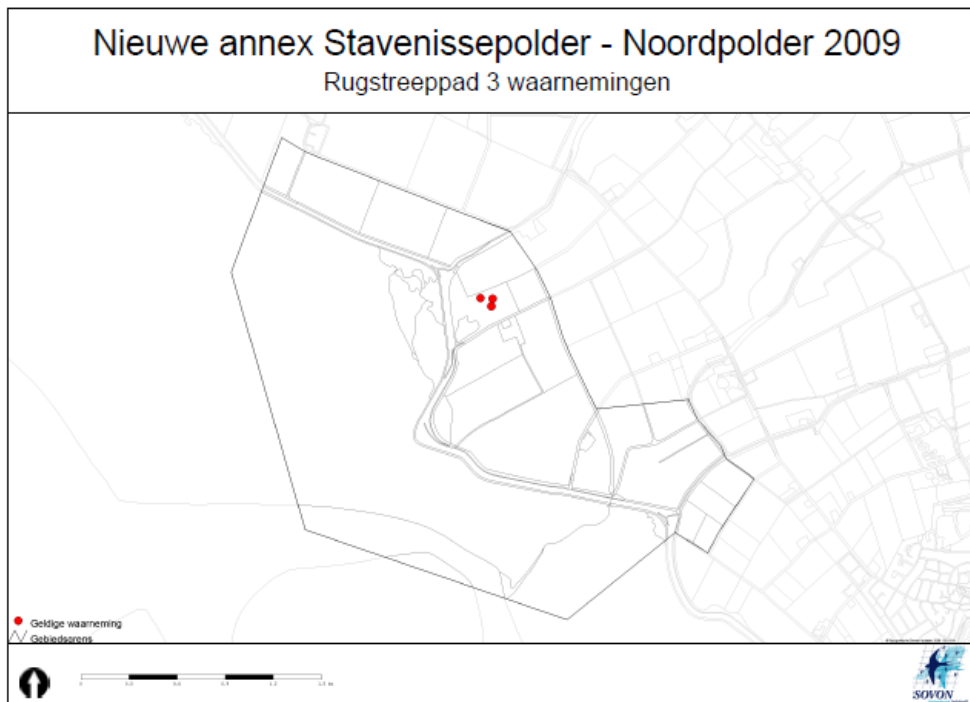 Nieuwe annex Stavenissepolder - Noordpolder 2009
Rugstreeppad 3 waarnemingen
Geldige waarneming
Gebiedsgrens
SOVON